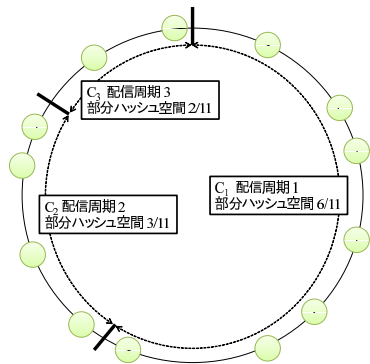 C3 配信周期 3
部分ハッシュ空間 2/11
C1 配信周期 1
部分ハッシュ空間 6/11
C2 配信周期 2
部分ハッシュ空間 3/11